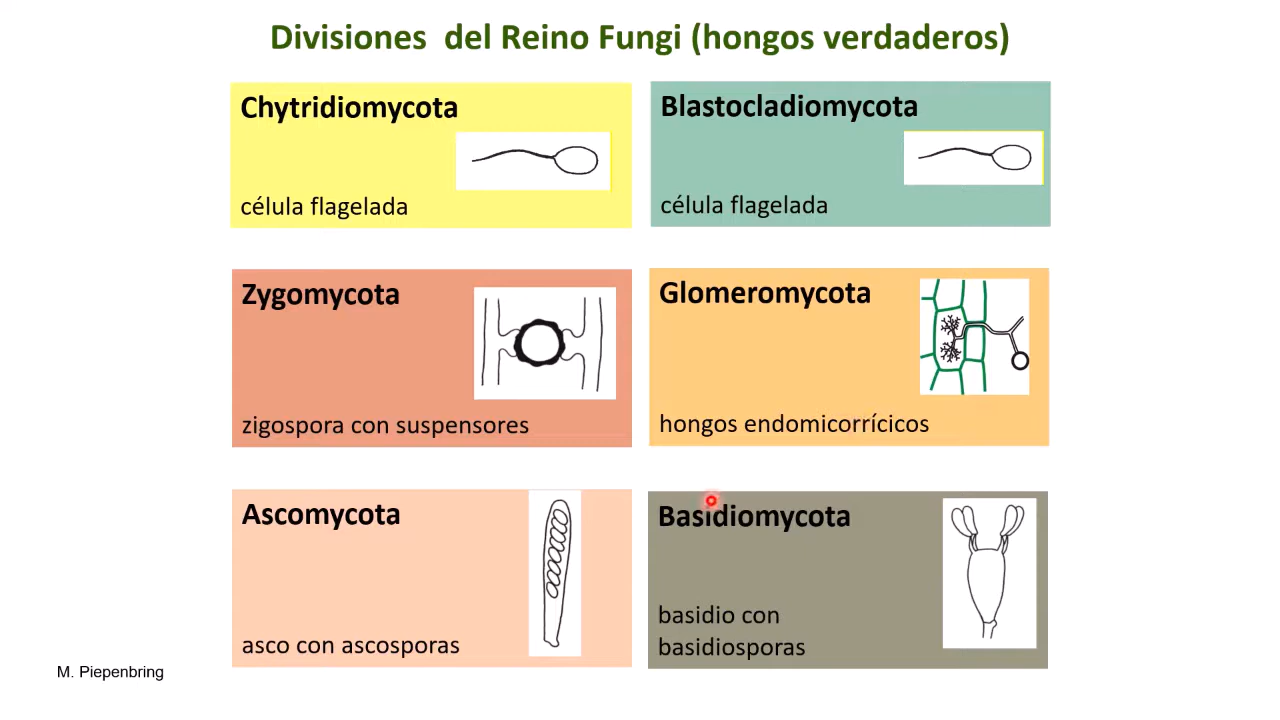 Divisiones del Reino Fungi (hongos verdaderos)
Chytridiomycota
célula flagelada
Blastocladiomycota
célula flagelada
Zygomycota
zigospora con suspensores
Glomeromycota
hongos endomicorrícicos
Ascomycota
asco con ascosporas
Basidiomycota
basidio con
basidiosporas
M. Piepenbring